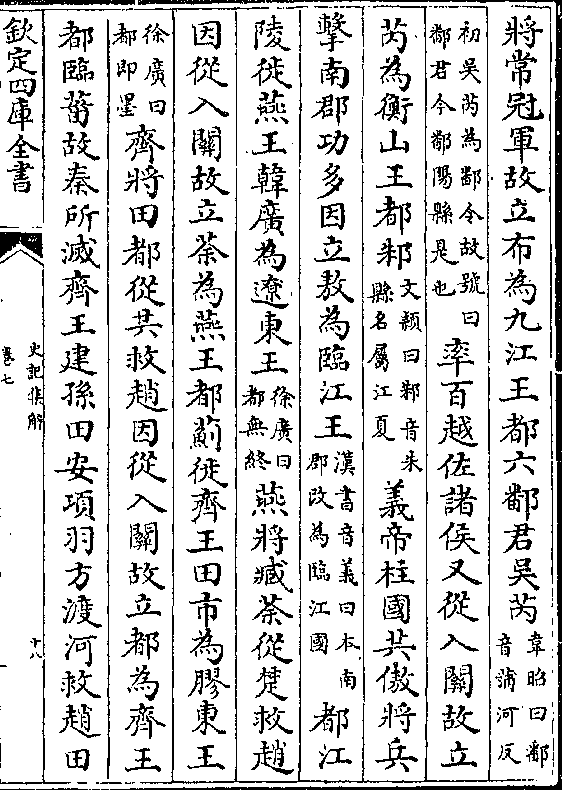 將常冠軍故立布為九江王都六鄱君吳芮韋昭曰鄱音蒲河反
初吳芮為鄱令故號曰鄱君今鄱陽縣是也率百越佐諸侯又從入關故立
芮為衡山王都邾文穎曰邾音朱縣名屬江夏義帝柱國共傲將兵
擊南郡功多因立敖為臨江王漢書音義曰本南郡改為臨江國都江
陵徙燕王韓廣為遼東王徐廣曰都無終燕將臧荼從楚救趙
因從入關故立荼為燕王都薊徙齊王田市為膠東王
徐廣曰都即墨齊將田都從共救趙因從入關故立都為齊王
都臨菑故秦所滅齊王建孫田安項羽方渡河救趙田
欽定四庫全書
史記集解
卷七
十八